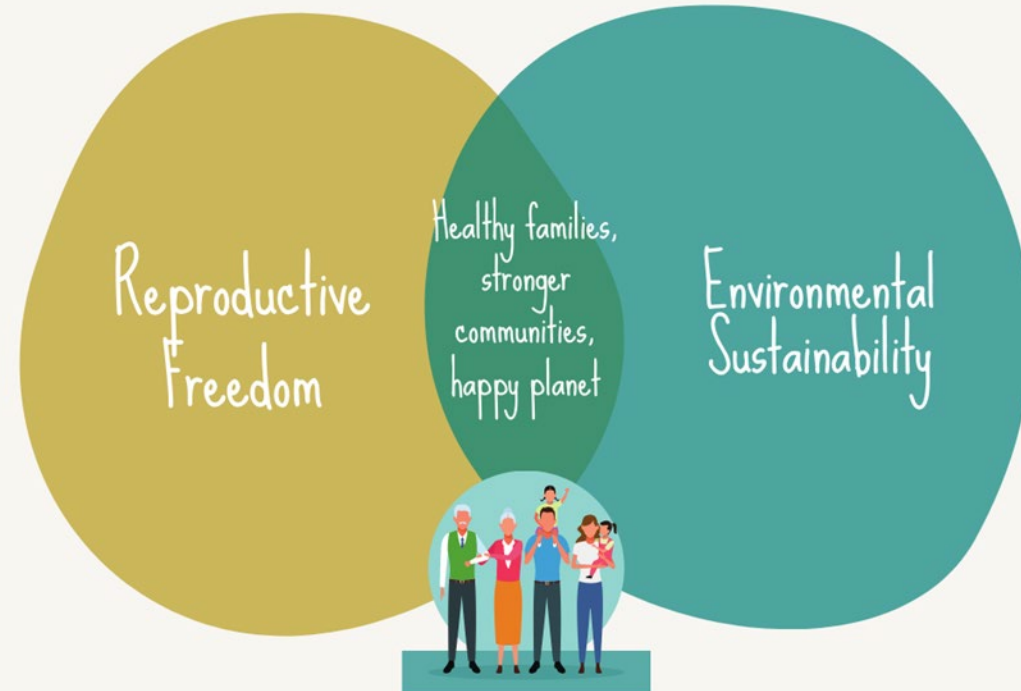 Reproductive
Freedom
Healthy families,
stronger
communities,
happy planet
Environmental
Sustainability